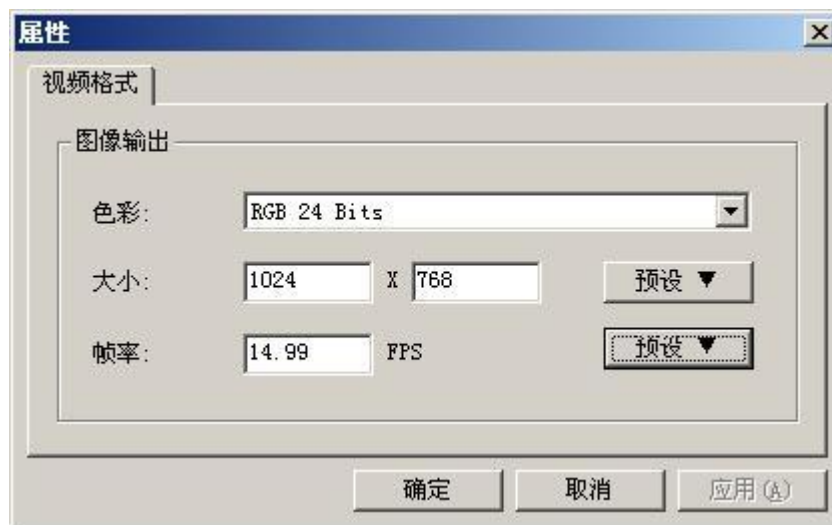 属性
视频格式
图像输出
色彩: RGB 24 Bits
大小: 1024 X 768 预设 ▼
帧率: 14.99 FPS 预设 ▼
确定 取消 应用(A)